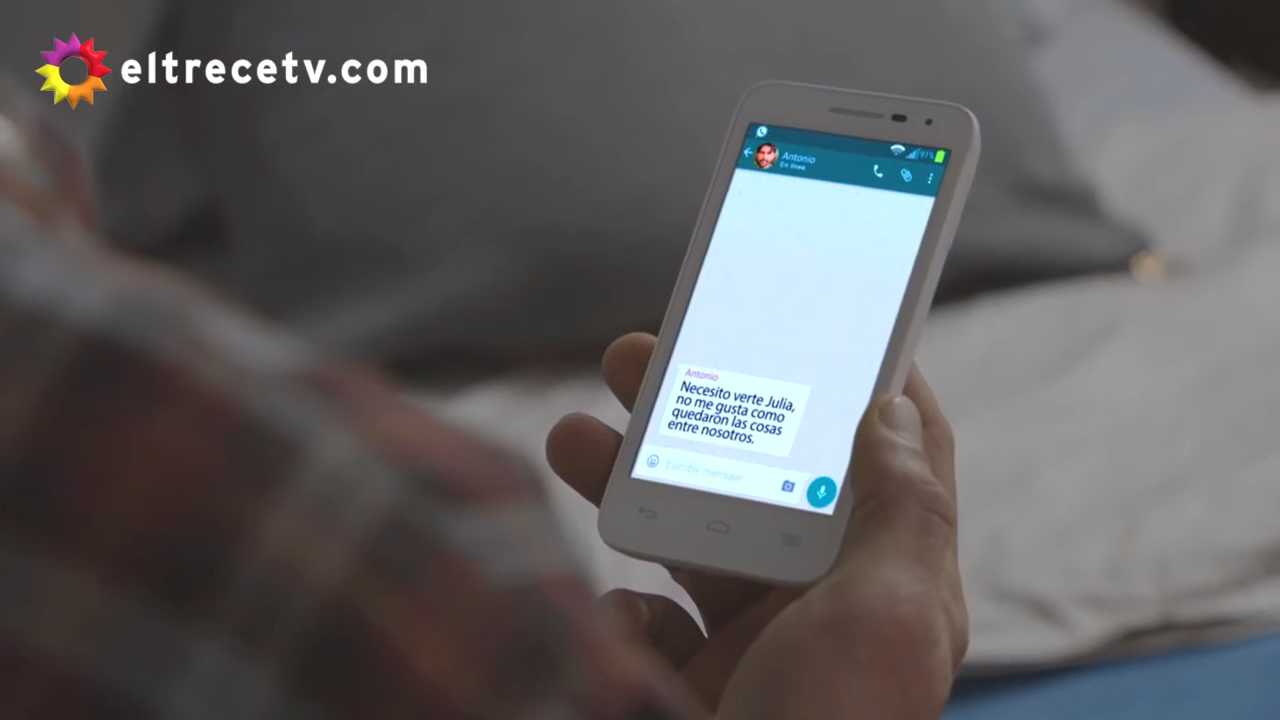 eltrecetv.com
91%
Antonio
En línea
Antonio
Necesito verte Julia,
no me gusta como
quedaron las cosas
entre nosotros.
Escribir mensaje